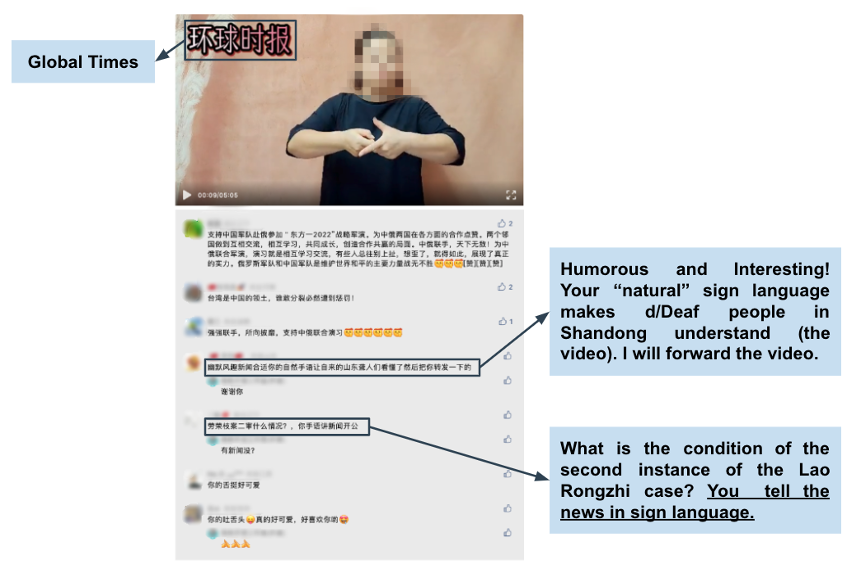 Global Times
环球时报
00:09/05:05
支持中国军队赴俄参加“东方一2022”战略军演。为中俄两国在各方面的合作点赞。两个邻
国做到互相交流，相互学习，共同成长，创造合作共赢的局面。中俄联手，天下无敌！为中
俄联合军演，演习就是相互学习交流，有些人总往上扯，想歪了，就得如此，展现了真正
的实力。俄罗斯军队和中国军队是维护世界和平的主要力量战无不胜🥰🥰🥰[赞][赞][赞]
2
台湾是中国的领土，谁敢分裂必然遭到惩罚！
2
强强联手，所向披靡，支持中俄联合演习🥰🥰🥰🥰🥰🥰
1
幽默风趣新闻合适你的自然手语让自来的山东聋人们看懂了然后把你转发一下的
谢谢你
劳荣枝案二审什么情况？，你手语讲新闻开公
有新闻没？
你的舌挺好可爱
你的吐舌头😝真的好可爱，好喜欢你哟😍
Humorous and Interesting!
Your “natural” sign language
makes d/Deaf people in
Shandong understand (the
video). I will forward the video.
What is the condition of the
second instance of the Lao
Rongzhi case? You tell the
news in sign language.